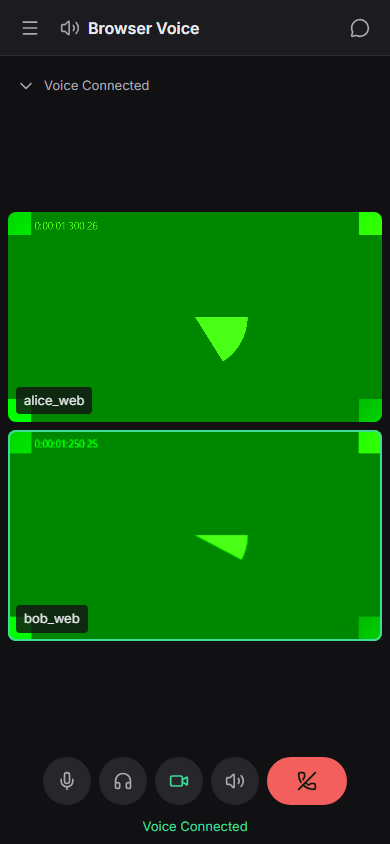 Browser Voice
Voice Connected
0:00:01:300 26
alice_web
0:00:01:250 25
bob_web
Voice Connected